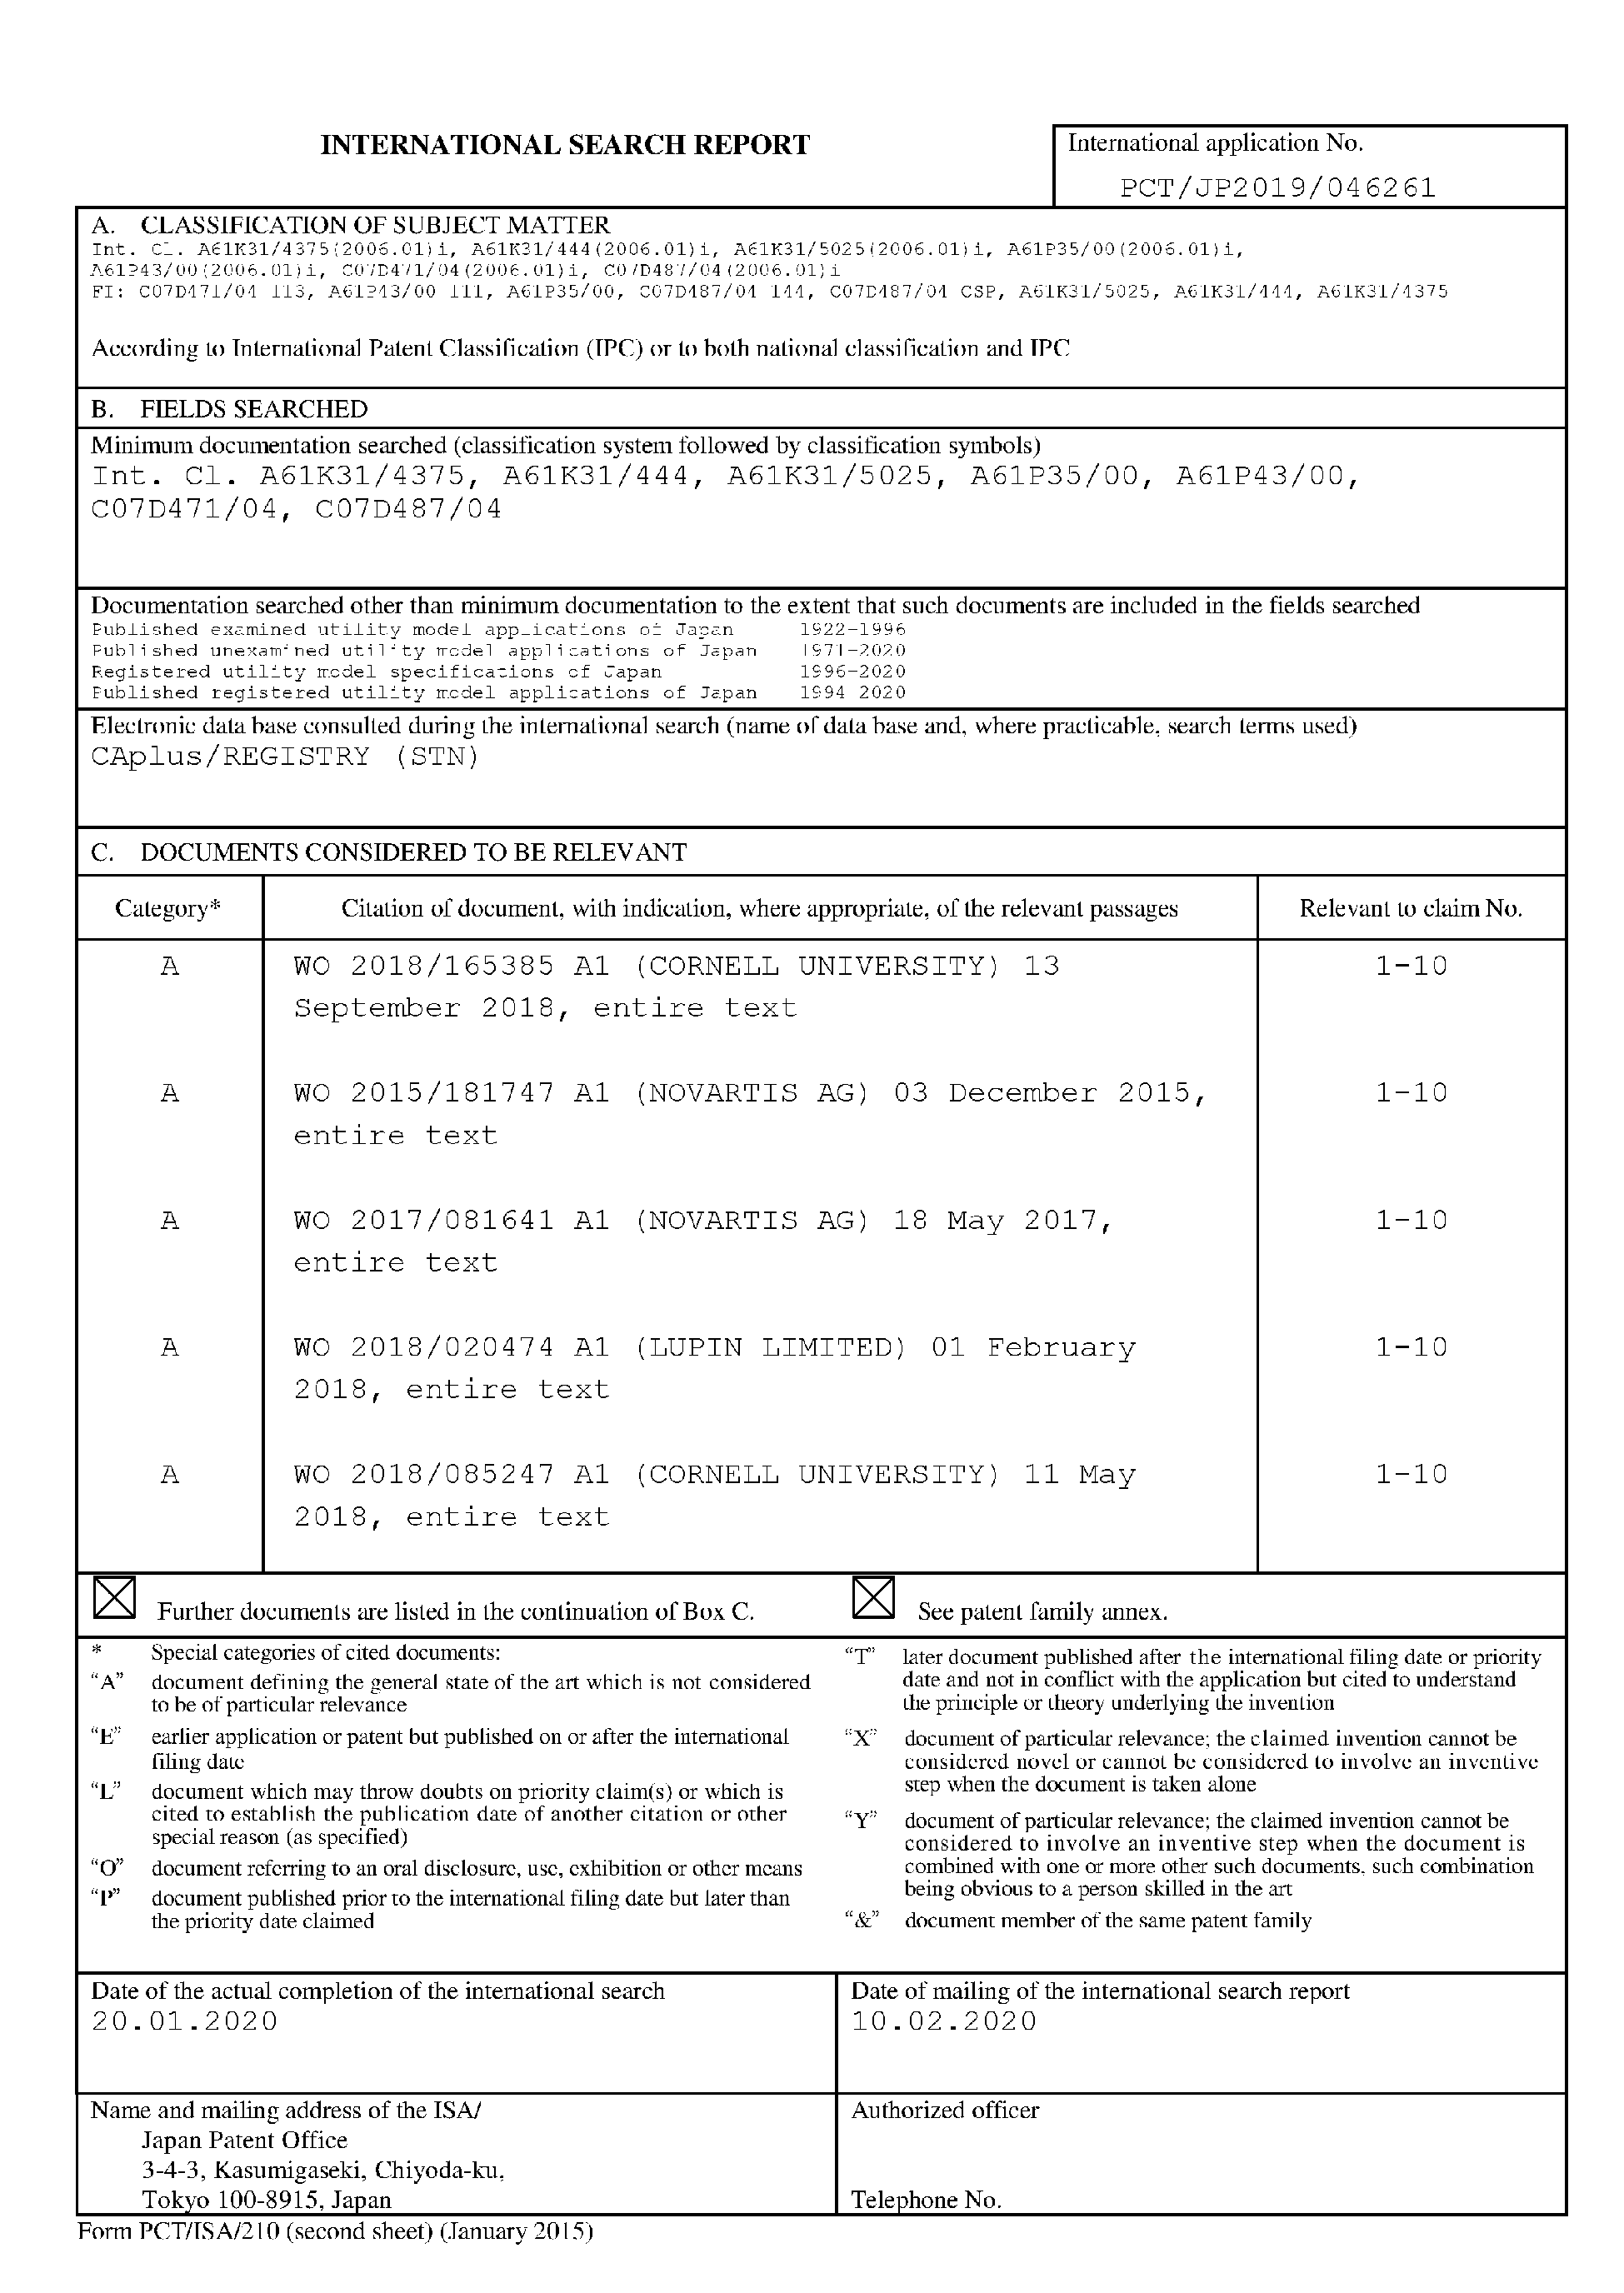 INTERNATIONAL SEARCH REPORT
International application No.
PCT/JP2019/046261
A. CLASSIFICATION OF SUBJECT MATTER
Int. Cl. A61K31/4375(2006.01)i, A61K31/444(2006.01)i, A61K31/5025(2006.01)i, A61P35/00(2006.01)i,
A61P43/00(2006.01)i, C07D471/04(2006.01)i, C07D487/04(2006.01)i
FI: C07D471/04 113, A61P43/00 111, A61P35/00, C07D487/04 144, C07D487/04 CSP, A61K31/5025, A61K31/444, A61K31/4375
According to International Patent Classification (IPC) or to both national classification and IPC
B. FIELDS SEARCHED
Minimum documentation searched (classification system followed by classification symbols)
Int. Cl. A61K31/4375, A61K31/444, A61K31/5025, A61P35/00, A61P43/00,
C07D471/04, C07D487/04
Documentation searched other than minimum documentation to the extent that such documents are included in the fields searched
Published examined utility model applications of Japan 1922-1996
Published unexamined utility model applications of Japan 1971-2020
Registered utility model specifications of Japan 1996-2020
Published registered utility model applications of Japan 1994-2020
Electronic data base consulted during the international search (name of data base and, where practicable, search terms used)
CAplus/REGISTRY (STN)
C. DOCUMENTS CONSIDERED TO BE RELEVANT
Category* Citation of document, with indication, where appropriate, of the relevant passages Relevant to claim No.
A WO 2018/165385 A1 (CORNELL UNIVERSITY) 13 1-10
September 2018, entire text
A WO 2015/181747 A1 (NOVARTIS AG) 03 December 2015, 1-10
entire text
A WO 2017/081641 A1 (NOVARTIS AG) 18 May 2017, 1-10
entire text
A WO 2018/020474 A1 (LUPIN LIMITED) 01 February 1-10
2018, entire text
A WO 2018/085247 A1 (CORNELL UNIVERSITY) 11 May 1-10
2018, entire text
Further documents are listed in the continuation of Box C.
See patent family annex.
* Special categories of cited documents:
“A” document defining the general state of the art which is not considered
to be of particular relevance
“E” earlier application or patent but published on or after the international
filing date
“L” document which may throw doubts on priority claim(s) or which is
cited to establish the publication date of another citation or other
special reason (as specified)
“O” document referring to an oral disclosure, use, exhibition or other means
“P” document published prior to the international filing date but later than
the priority date claimed
“T” later document published after the international filing date or priority
date and not in conflict with the application but cited to understand
the principle or theory underlying the invention
“X” document of particular relevance; the claimed invention cannot be
considered novel or cannot be considered to involve an inventive
step when the document is taken alone
“Y” document of particular relevance; the claimed invention cannot be
considered to involve an inventive step when the document is
combined with one or more other such documents, such combination
being obvious to a person skilled in the art
“&” document member of the same patent family
Date of the actual completion of the international search
20.01.2020
Date of mailing of the international search report
10.02.2020
Name and mailing address of the ISA/
Japan Patent Office
3-4-3, Kasumigaseki, Chiyoda-ku,
Tokyo 100-8915, Japan
Authorized officer
Telephone No.
Form PCT/ISA/210 (second sheet) (January 2015)